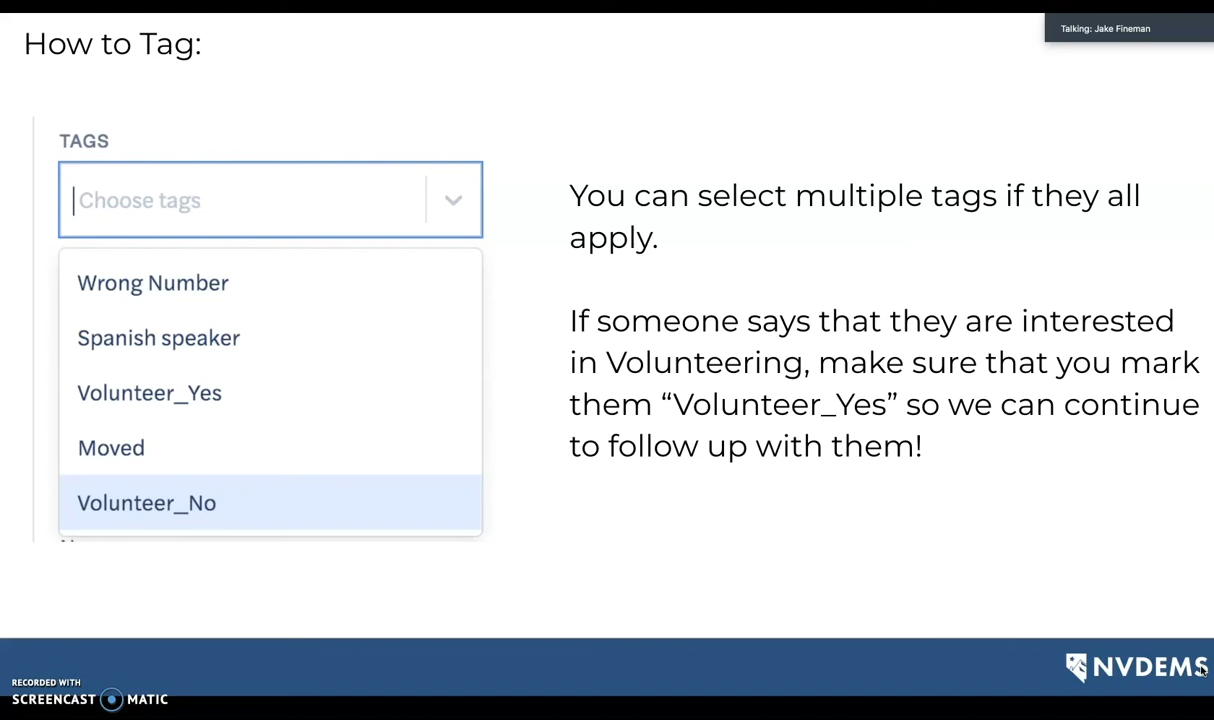 How to Tag:
Talking: Jake Fineman
TAGS
Choose tags
Wrong Number
Spanish speaker
Volunteer_Yes
Moved
Volunteer_No
You can select multiple tags if they all
apply.
If someone says that they are interested
in Volunteering, make sure that you mark
them “Volunteer_Yes” so we can continue
to follow up with them!
NVDEMS
RECORDED WITH
SCREENCAST MATIC